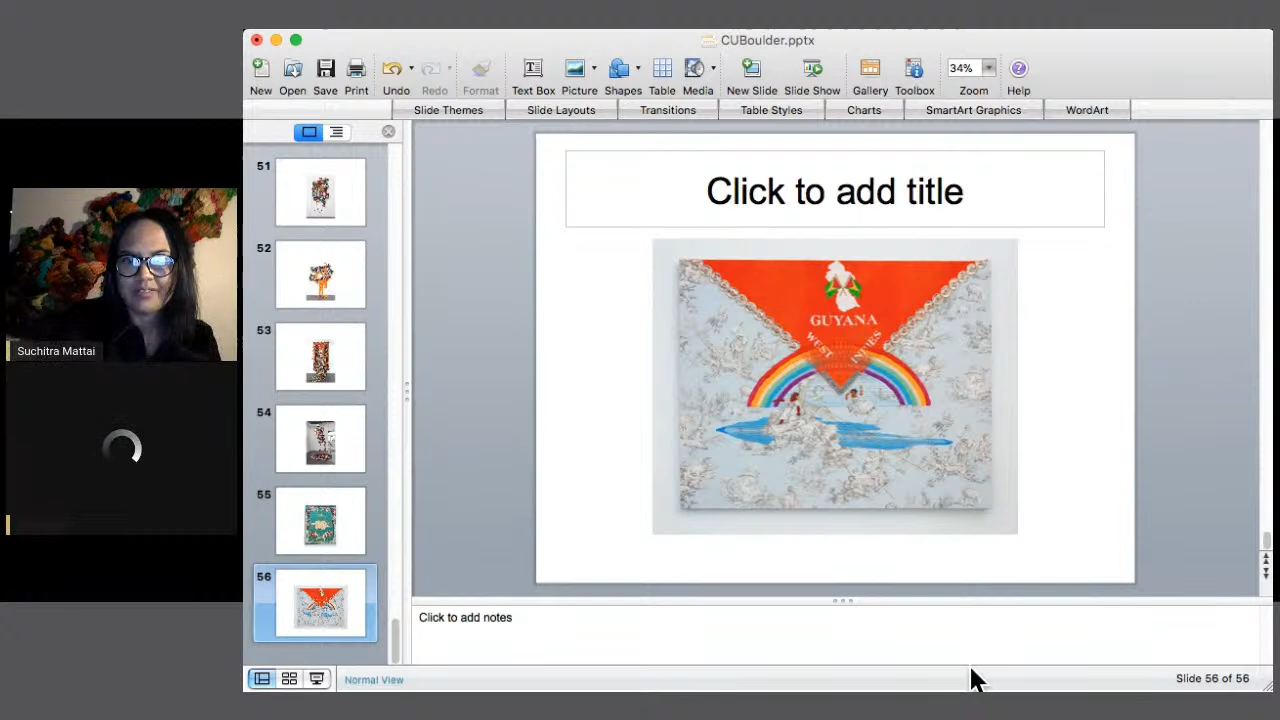 CUBoulder.pptx
New Open Save Print Undo Redo Format Text Box Picture Shapes Table Media New Slide Slide Show Gallery Toolbox 34% Zoom Help
Slide Themes Slide Layouts Transitions Table Styles Charts SmartArt Graphics WordArt
51
52
53
54
55
56
Suchitra Mattai
Click to add title
GUYANA
WEST INDIES
Click to add notes
Normal View
Slide 56 of 56